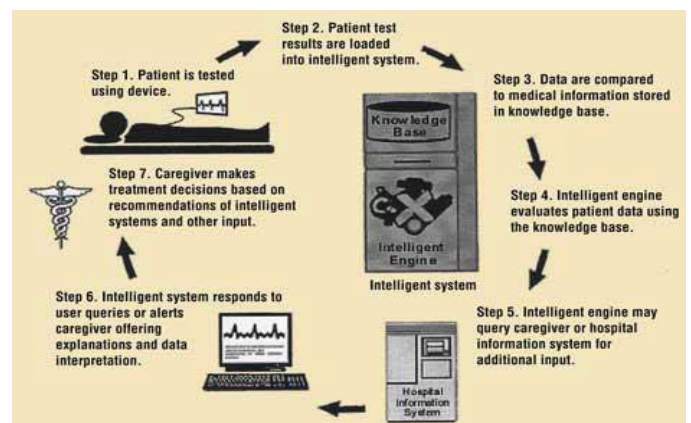 Step 1. Patient is tested
using device.
Step 2. Patient test
results are loaded
into intelligent system.
Step 3. Data are compared
to medical information stored
in knowledge base.
Knowledge
Base
Intelligent
Engine
Intelligent system
Step 4. Intelligent engine
evaluates patient data using
the knowledge base.
Step 5. Intelligent engine may
query caregiver or hospital
information system for
additional input.
Hospital
Information
System
Step 6. Intelligent system responds to
user queries or alerts
caregiver offering
explanations and data
interpretation.
Step 7. Caregiver makes
treatment decisions based on
recommendations of intelligent
systems and other input.